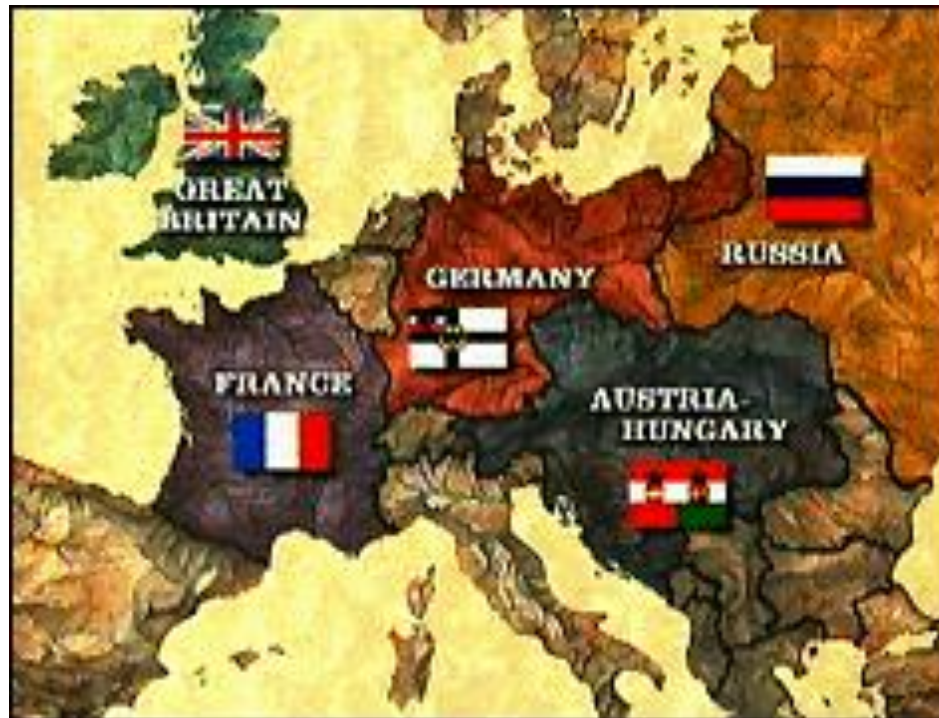 GREAT
BRITAIN
RUSSIA
GERMANY
FRANCE
AUSTRIA-
HUNGARY